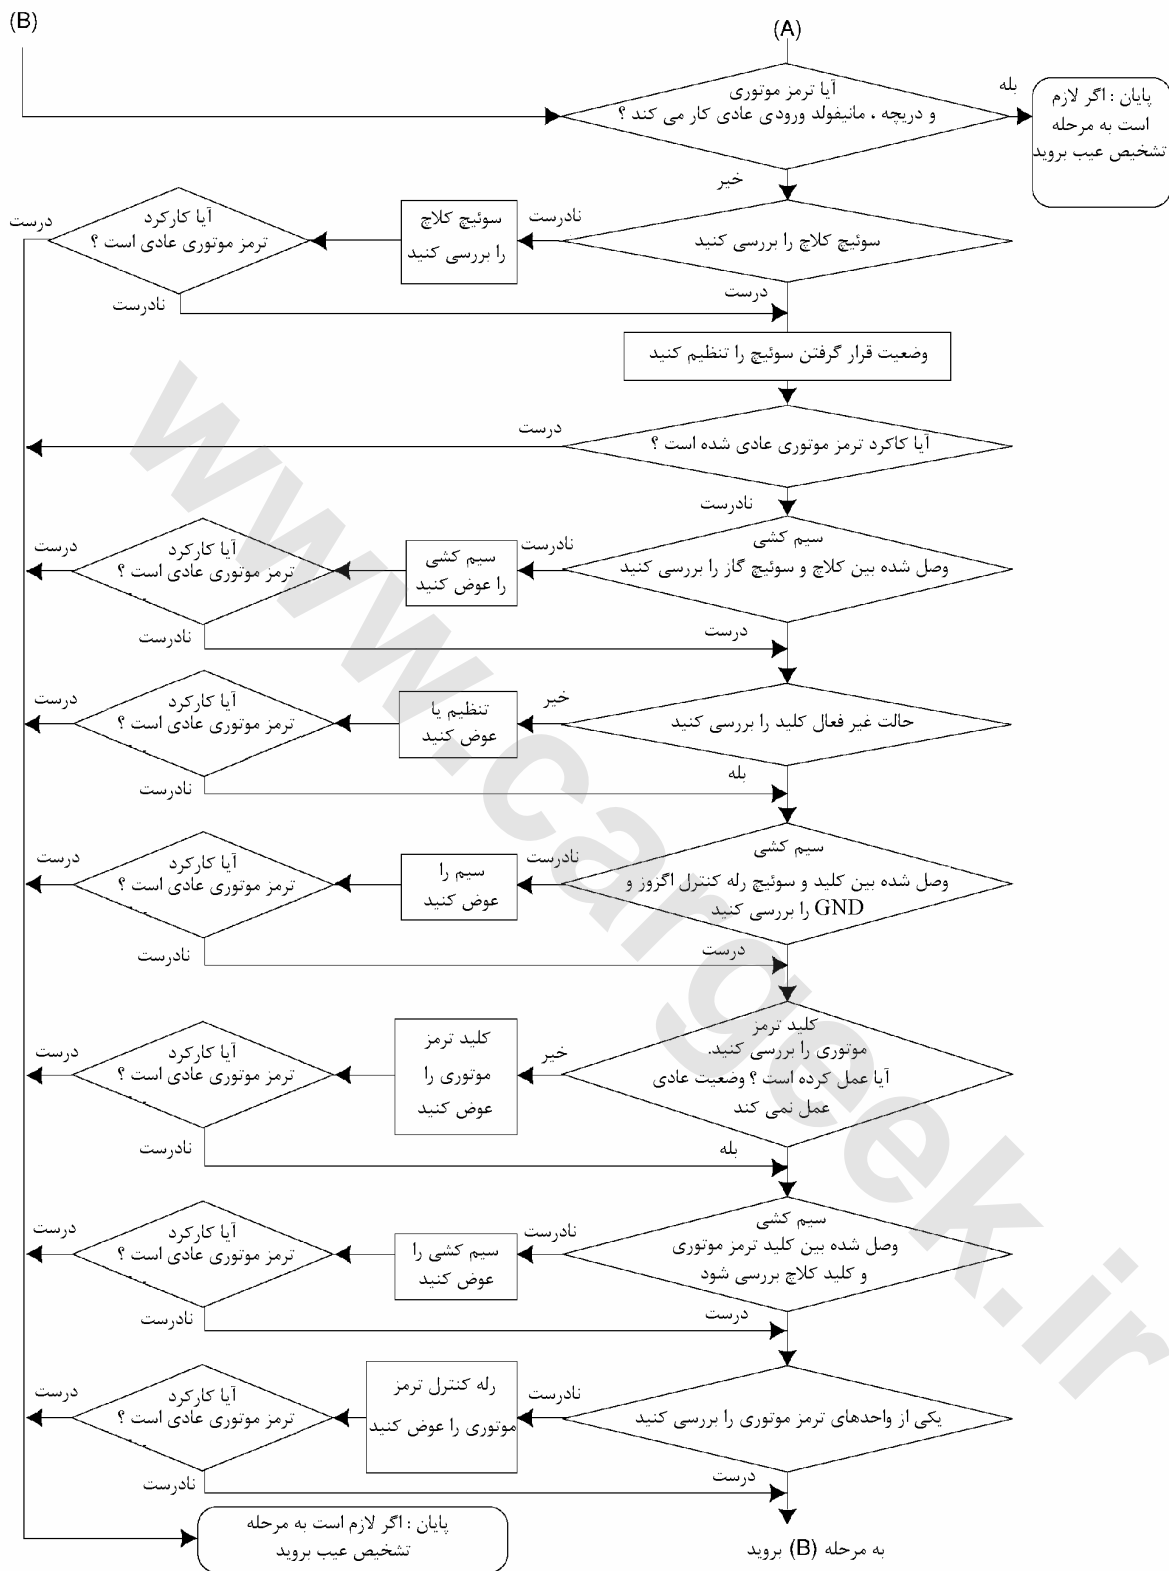 (B)
(A)
آیا ترمز موتوری
و دریچه ، مانیفولد ورودی عادی کار می کند ؟
بله
پایان : اگر لازم
است به مرحله
تشخیص عیب بروید
خیر
سوئیچ کلاچ را بررسی کنید
نادرست
سوئیچ کلاچ
را بررسی کنید
آیا کارکرد
ترمز موتوری عادی است ؟
درست
نادرست
درست
وضعیت قرار گرفتن سوئیچ را تنظیم کنید
آیا کاکرد ترمز موتوری عادی شده است ؟
درست
نادرست
سیم کشی
وصل شده بین کلاچ و سوئیچ گاز را بررسی کنید
نادرست
سیم کشی
را عوض کنید
آیا کارکرد
ترمز موتوری عادی است ؟
درست
نادرست
درست
حالت غیر فعال کلید را بررسی کنید
خیر
تنظیم یا
عوض کنید
آیا کارکرد
ترمز موتوری عادی است ؟
درست
نادرست
بله
سیم کشی
وصل شده بین کلید و سوئیچ رله کنترل اگزوز و
GND را بررسی کنید
نادرست
سیم را
عوض کنید
آیا کارکرد
ترمز موتوری عادی است ؟
درست
نادرست
درست
کلید ترمز
موتوری را بررسی کنید.
آیا عمل کرده است ؟ وضعیت عادی
عمل نمی کند
خیر
کلید ترمز
موتوری را
عوض کنید
آیا کارکرد
ترمز موتوری عادی است ؟
درست
نادرست
بله
سیم کشی
وصل شده بین کلید ترمز موتوری
و کلید کلاچ بررسی شود
نادرست
سیم کشی را
عوض کنید
آیا کارکرد
ترمز موتوری عادی است ؟
درست
نادرست
درست
یکی از واحدهای ترمز موتوری را بررسی کنید
نادرست
رله کنترل ترمز
موتوری را عوض کنید
آیا کارکرد
ترمز موتوری عادی است ؟
درست
نادرست
درست
به مرحله (B) بروید
پایان : اگر لازم است به مرحله
تشخیص عیب بروید
www.cargeek.ir